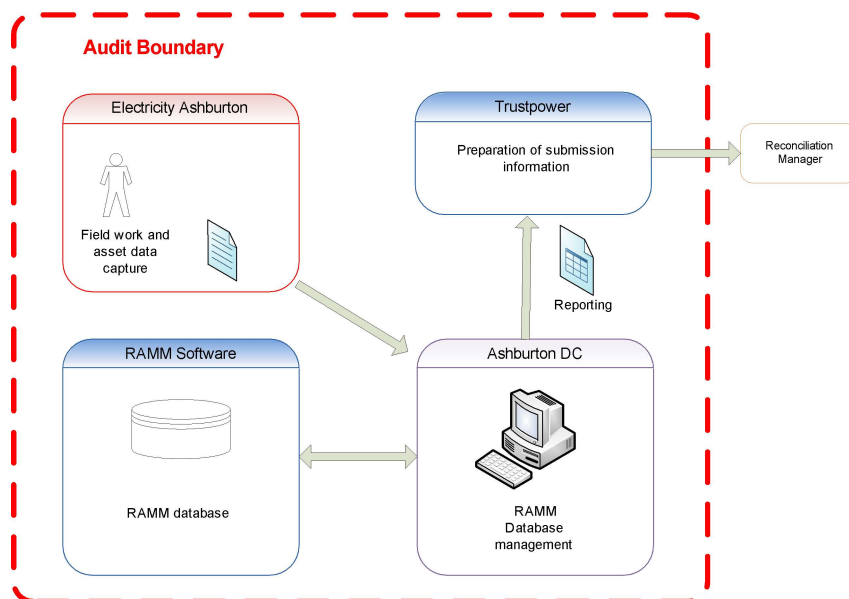 Audit Boundary
Electricity Ashburton
Field work and
asset data
capture
Trustpower
Preparation of submission
information
Reconciliation
Manager
Reporting
RAMM Software
RAMM database
Ashburton DC
RAMM
Database
management